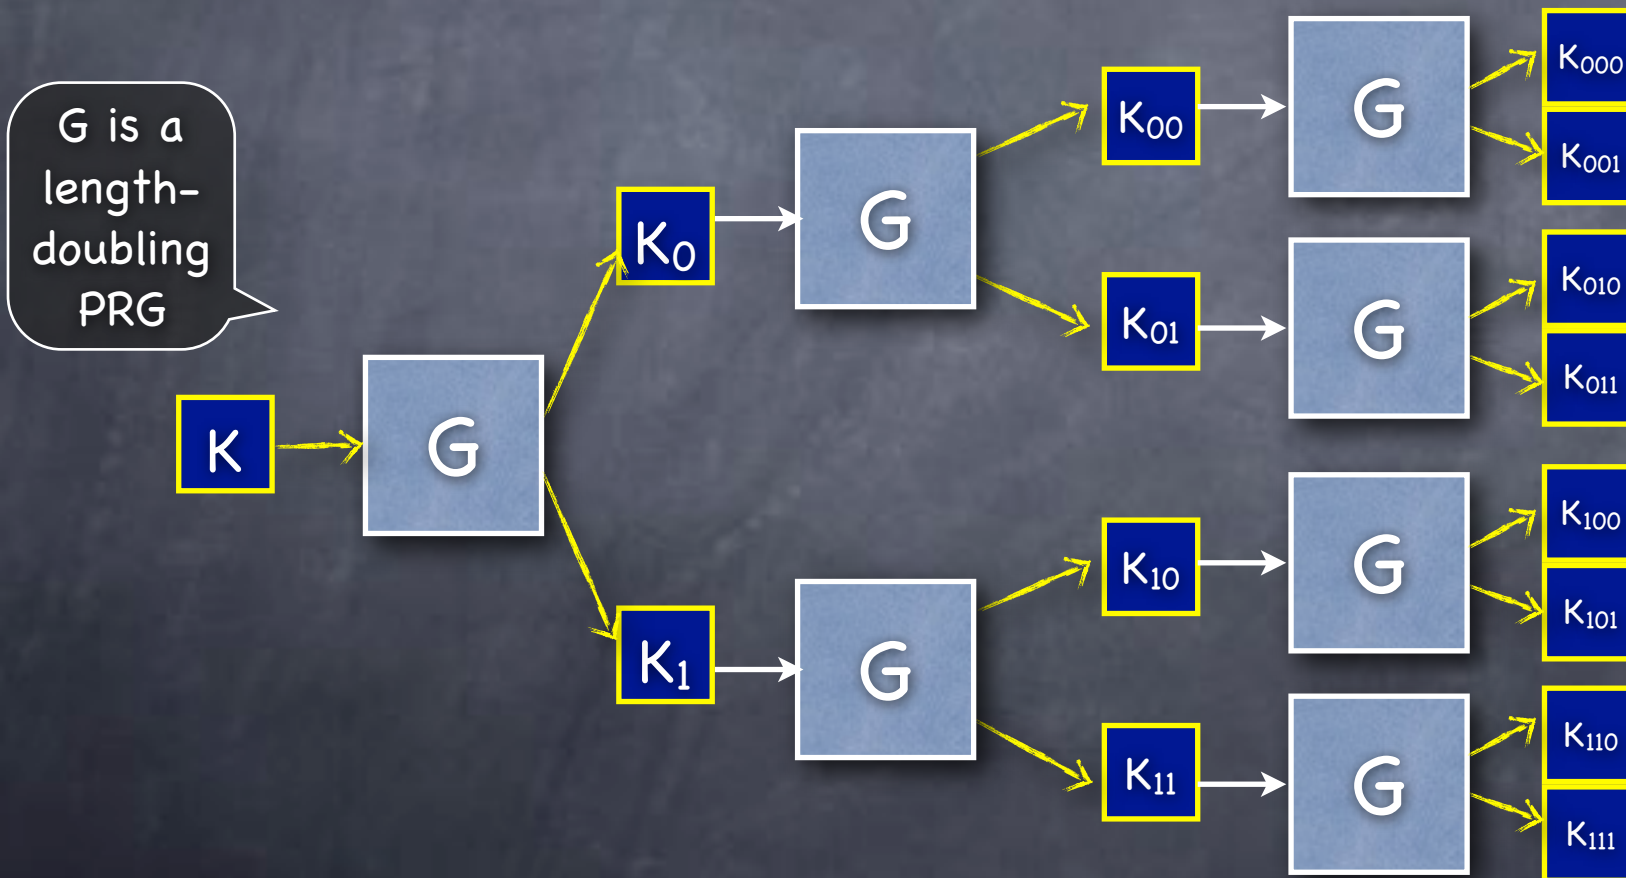 G is a
length-
doubling
PRG
K
G
K₀
K₁
G
G
K₀₀
K₀₁
K₁₀
K₁₁
G
G
G
G
K₀₀₀
K₀₀₁
K₀₁₀
K₀₁₁
K₁₀₀
K₁₀₁
K₁₁₀
K₁₁₁